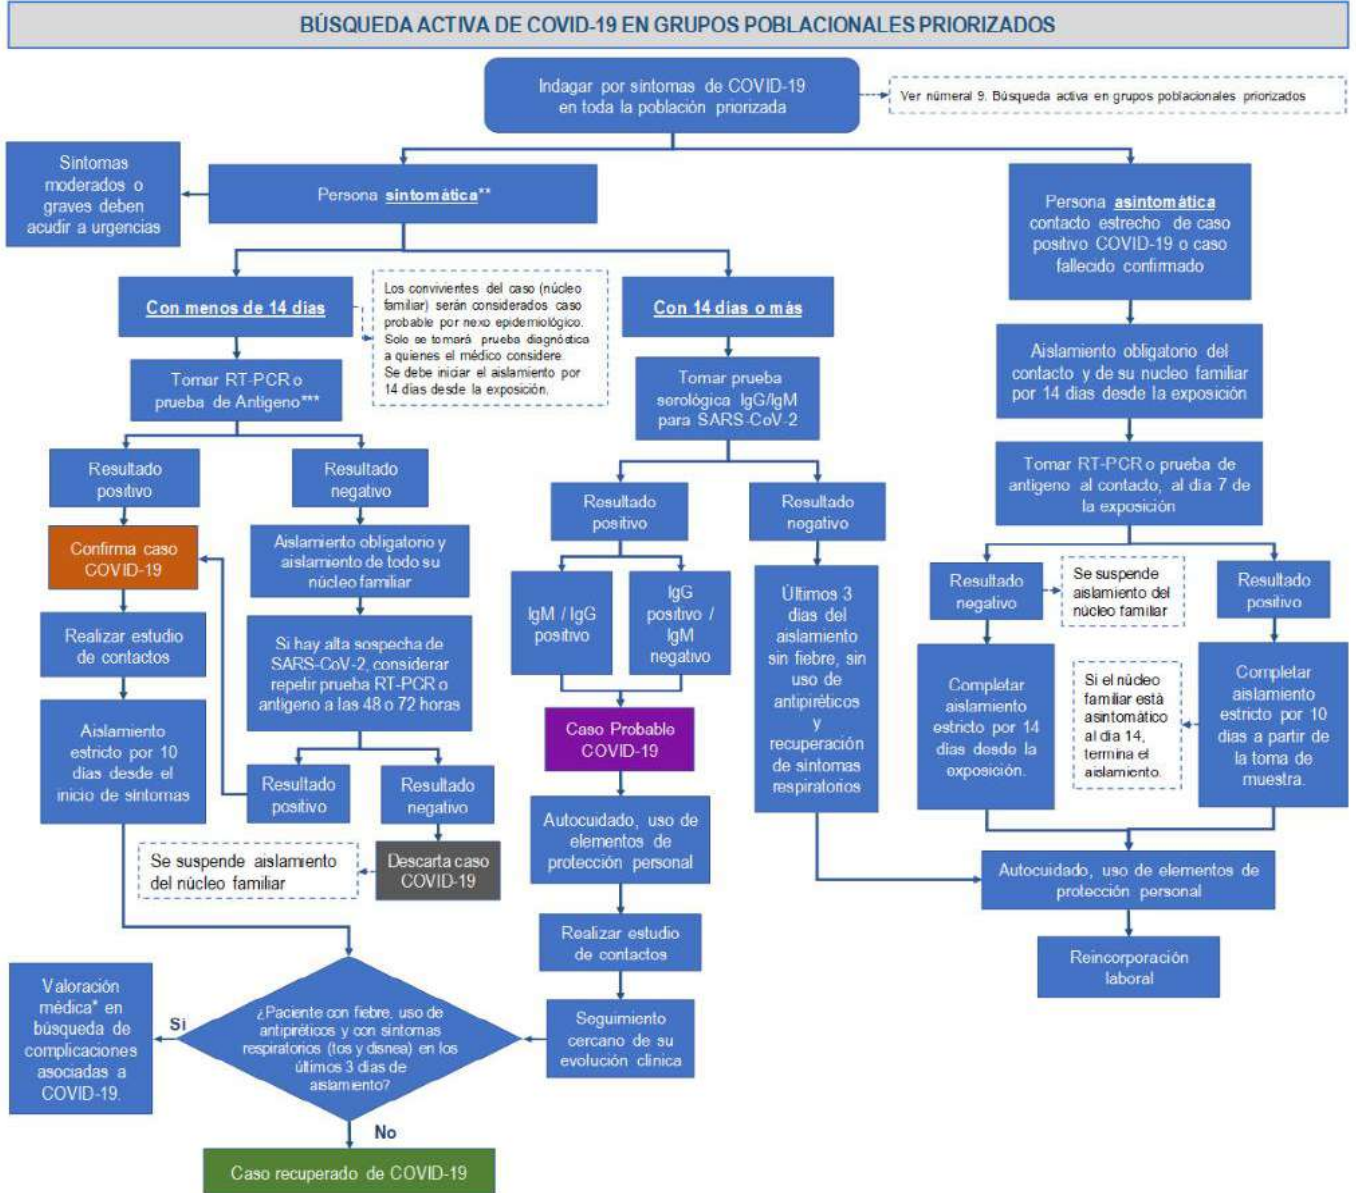 BÚSQUEDA ACTIVA DE COVID-19 EN GRUPOS POBLACIONALES PRIORIZADOS
Indagar por síntomas de COVID-19
en toda la población priorizada
Ver númeral 9. Búsqueda activa en grupos poblacionales priorizados
Síntomas
moderados o
graves deben
acudir a urgencias
Persona sintomática**
Persona asintomática
contacto estrecho de caso
positivo COVID-19 o caso
fallecido confirmado
Con menos de 14 días
Los convivientes del caso (núcleo
familiar) serán considerados caso
probable por nexo epidemiológico.
Solo se tomará prueba diagnóstica
a quienes el médico considere.
Se debe iniciar el aislamiento por
14 días desde la exposición.
Con 14 días o más
Tomar RT-PCR o
prueba de Antígeno***
Tomar prueba
serológica IgG/IgM
para SARS-CoV-2
Aislamiento obligatorio del
contacto y de su nucleo familiar
por 14 días desde la exposición
Resultado
positivo
Resultado
negativo
Resultado
positivo
Resultado
negativo
Tomar RT-PCR o prueba de
antígeno al contacto, al día 7 de
la exposición
Confirma caso
COVID-19
Aislamiento obligatorio y
aislamiento de todo su
núcleo familiar
IgM / IgG
positivo
IgG
positivo /
IgM
negativo
Últimos 3
días del
aislamiento
sin fiebre, sin
uso de
antipiréticos
y
recuperación
de síntomas
respiratorios
Resultado
negativo
Se suspende
aislamiento del
núcleo familiar
Resultado
positivo
Realizar estudio
de contactos
Si hay alta sospecha de
SARS-CoV-2, considerar
repetir prueba RT-PCR o
antígeno a las 48 o 72 horas
Completar
aislamiento
estricto por 14
días desde la
exposición.
Si el núcleo
familiar está
asintomático
al día 14,
termina el
aislamiento.
Completar
aislamiento
estricto por 10
días a partir de
la toma de
muestra.
Aislamiento
estricto por 10
días desde el
inicio de síntomas
Caso Probable
COVID-19
Resultado
positivo
Resultado
negativo
Autocuidado, uso de
elementos de
protección personal
Se suspende aislamiento
del núcleo familiar
Descarta caso
COVID-19
Autocuidado, uso de elementos de
protección personal
Realizar estudio
de contactos
Reincorporación
laboral
Valoración
médica* en
búsqueda de
complicaciones
asociadas a
COVID-19.
Si
¿Paciente con fiebre, uso de
antipiréticos y con síntomas
respiratorios (tos y disnea) en los
últimos 3 días de
aislamiento?
Seguimiento
cercano de su
evolución clínica
No
Caso recuperado de COVID-19